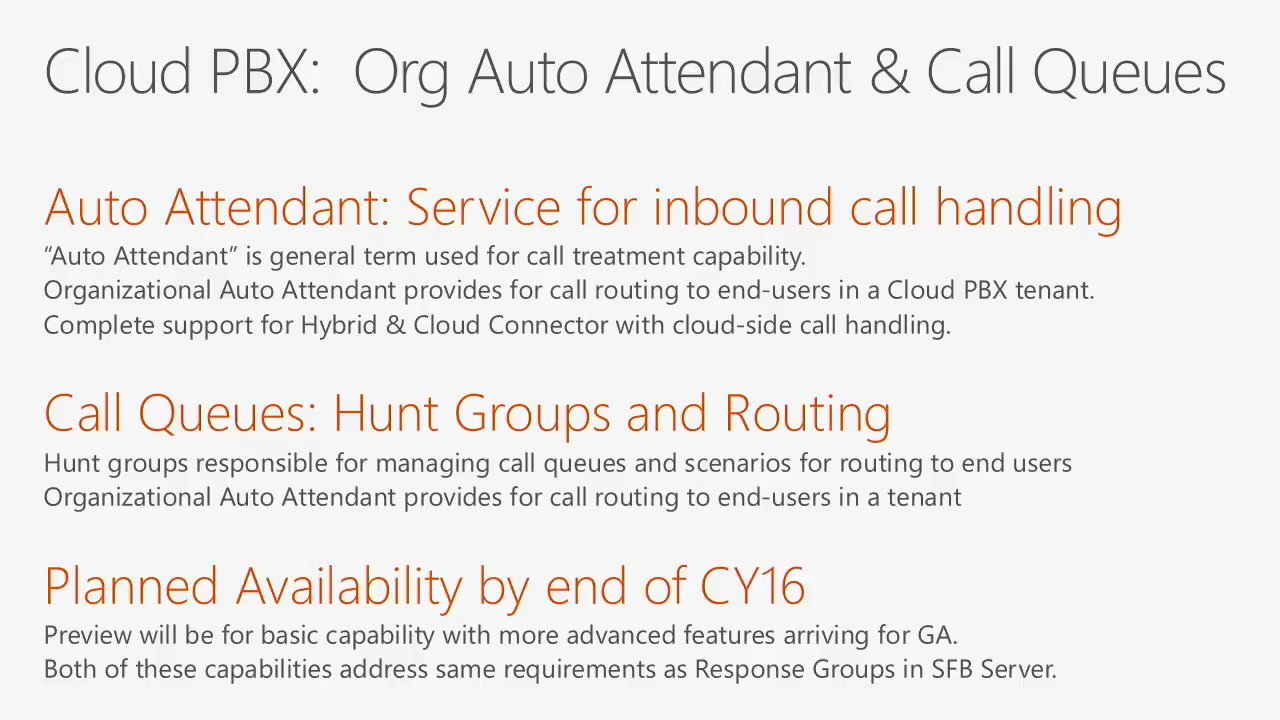 Cloud PBX:  Org Auto Attendant & Call Queues
Auto Attendant: Service for inbound call handling
“Auto Attendant” is general term used for call treatment capability.
Organizational Auto Attendant provides for call routing to end-users in a Cloud PBX tenant.
Complete support for Hybrid & Cloud Connector with cloud-side call handling.
Call Queues: Hunt Groups and Routing
Hunt groups responsible for managing call queues and scenarios for routing to end users
Organizational Auto Attendant provides for call routing to end-users in a tenant
Planned Availability by end of CY16
Preview will be for basic capability with more advanced features arriving for GA.
Both of these capabilities address same requirements as Response Groups in SFB Server.